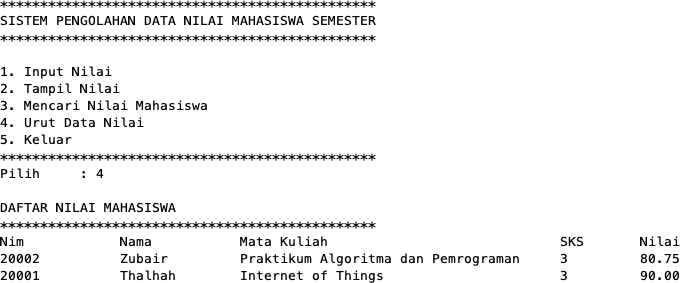 ***********************************************
SISTEM PENGOLAHAN DATA NILAI MAHASISWA SEMESTER
***********************************************
1. Input Nilai
2. Tampil Nilai
3. Mencari Nilai Mahasiswa
4. Urut Data Nilai
5. Keluar
***********************************************
Pilih     : 4
DAFTAR NILAI MAHASISWA
***********************************************
Nim            Nama           Mata Kuliah                             SKS       Nilai
20002          Zubair         Praktikum Algoritma dan Pemrograman     3         80.75
20001          Thalhah        Internet of Things                      3         90.00